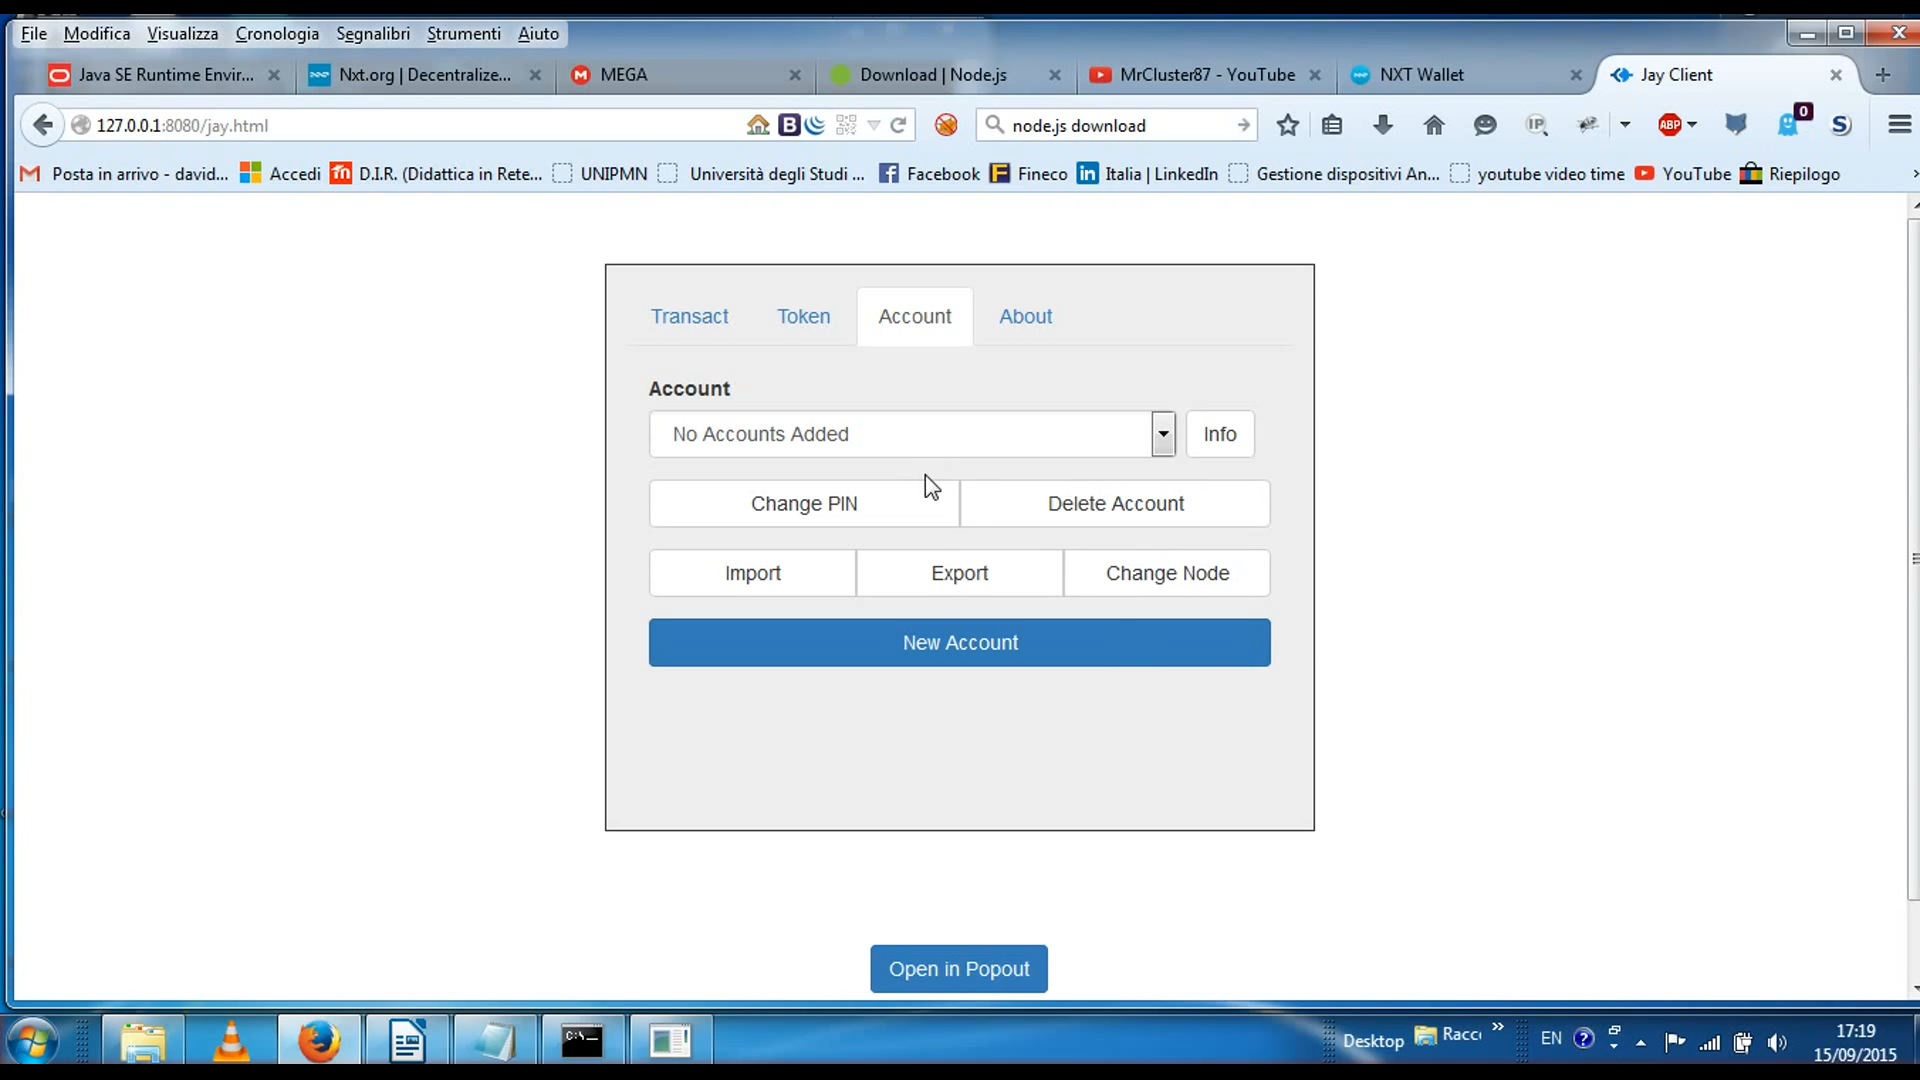 File Modifica Visualizza Cronologia Segnalibri Strumenti Aiuto
Java SE Runtime Envir... Nxt.org | Decentralize... MEGA Download | Node.js MrCluster87 - YouTube NXT Wallet Jay Client
127.0.0.1:8080/jay.html B node.js download IP ABP 0 S
Posta in arrivo - david... Accedi D.I.R. (Didattica in Rete... UNIPMN Università degli Studi ... Facebook Fineco Italia | LinkedIn Gestione dispositivi An... youtube video time YouTube Riepilogo
Transact Token Account About
Account
No Accounts Added Info
Change PIN Delete Account
Import Export Change Node
New Account
Open in Popout
C:\_ Desktop Racc EN 17:19
15/09/2015